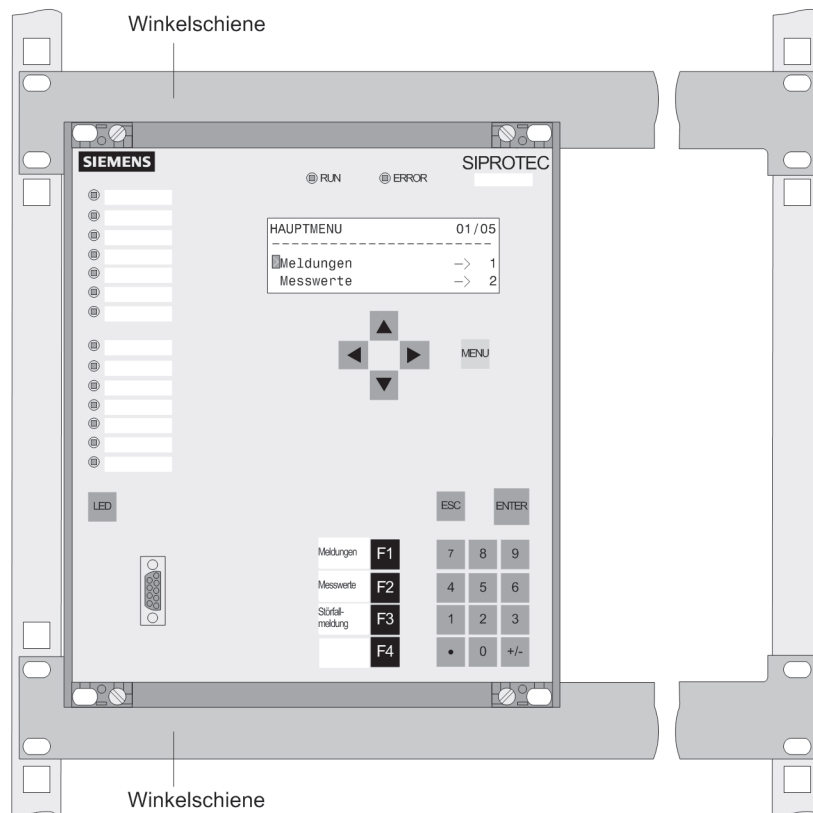 Winkelschiene
SIEMENS
SIPROTEC
RUN
ERROR
HAUPTMENU 01/05
--------------------
Meldungen —> 1
Messwerte —> 2
MENU
LED
ESC
ENTER
Meldungen F1
Messwerte F2
Störfall-
meldung F3
F4
7 8 9
4 5 6
1 2 3
• 0 +/-
Winkelschiene